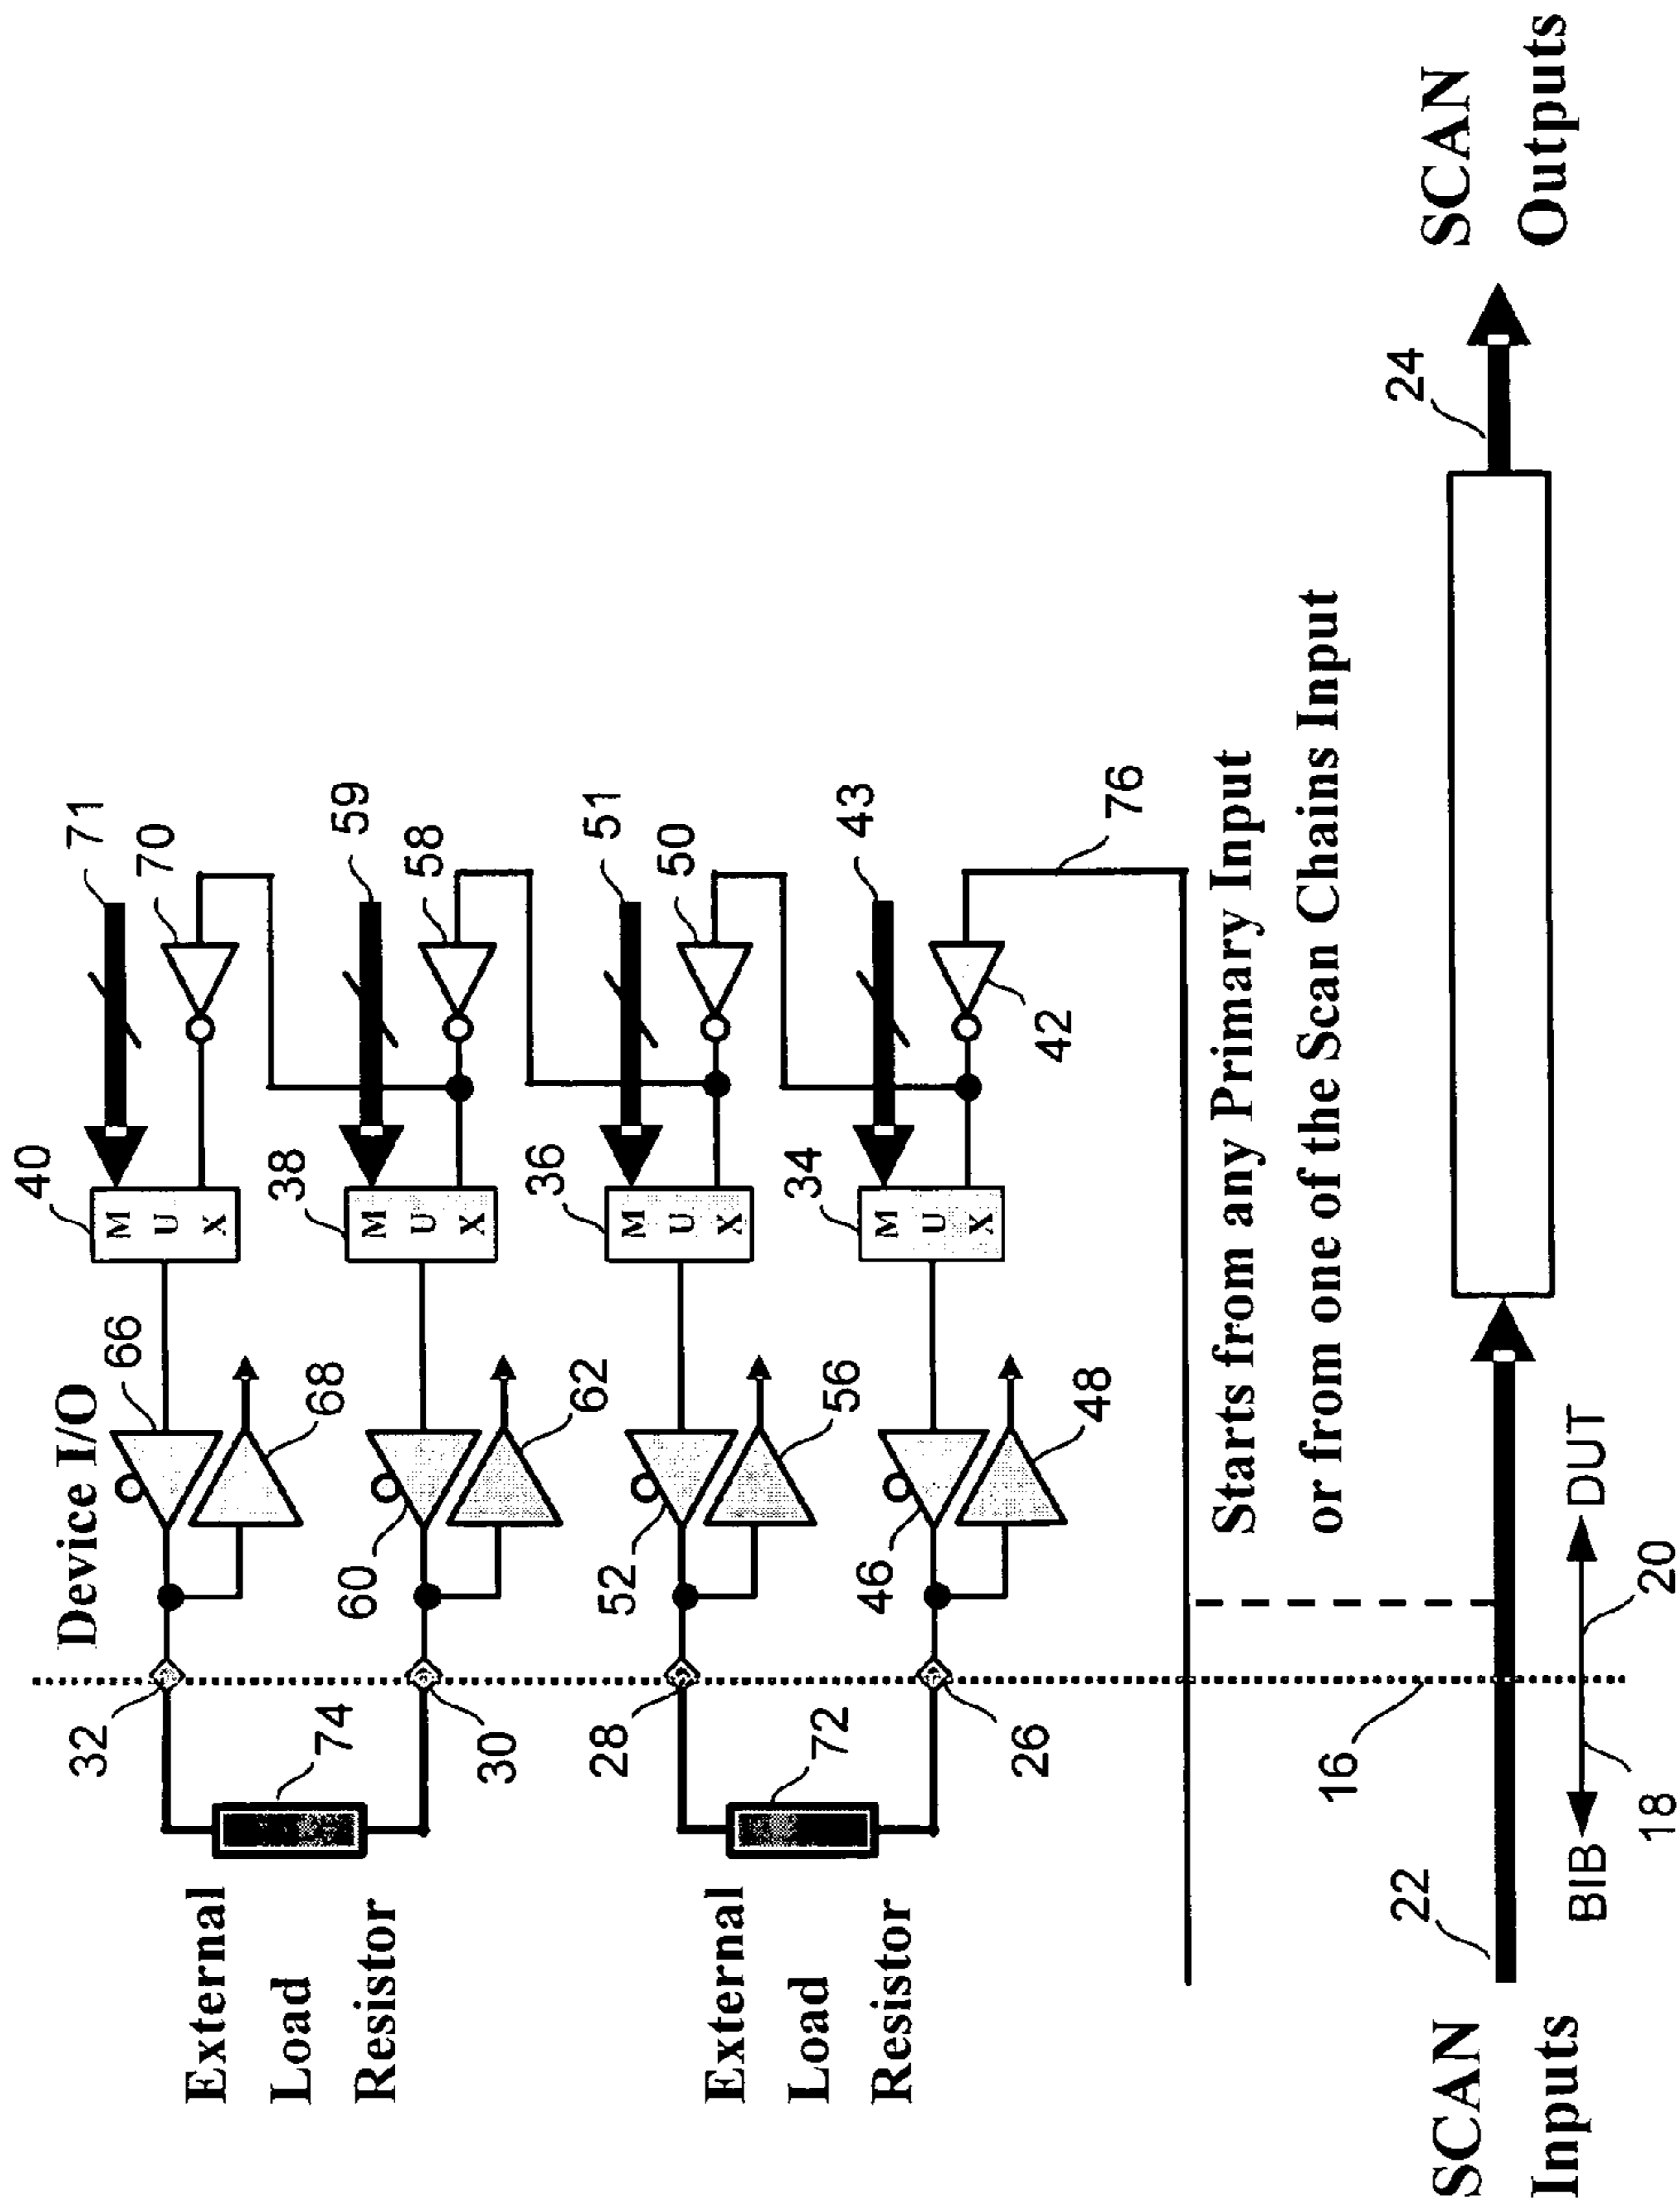 Device I/O
External
Load
Resistor
External
Load
Resistor
32
74
30
28
72
26
66
68
60
62
52
56
46
48
40
M
U
X
38
M
U
X
36
M
U
X
34
M
U
X
71
70
59
58
51
50
43
42
76
Starts from any Primary Input
or from one of the Scan Chains Input
SCAN
Inputs
22
16
BIB
DUT
18
20
24
SCAN
Outputs